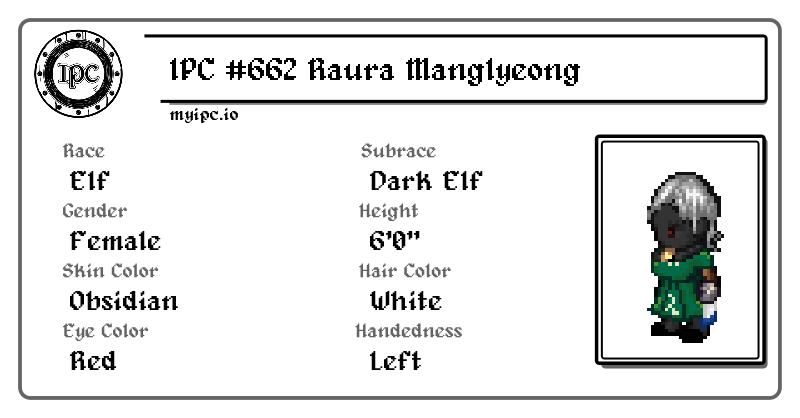 IPC
IPC #662 Raura Manglyeong
myipc.io
Race
Elf
Subrace
Dark Elf
Gender
Female
Height
6'0"
Skin Color
Obsidian
Hair Color
White
Eye Color
Red
Handedness
Left